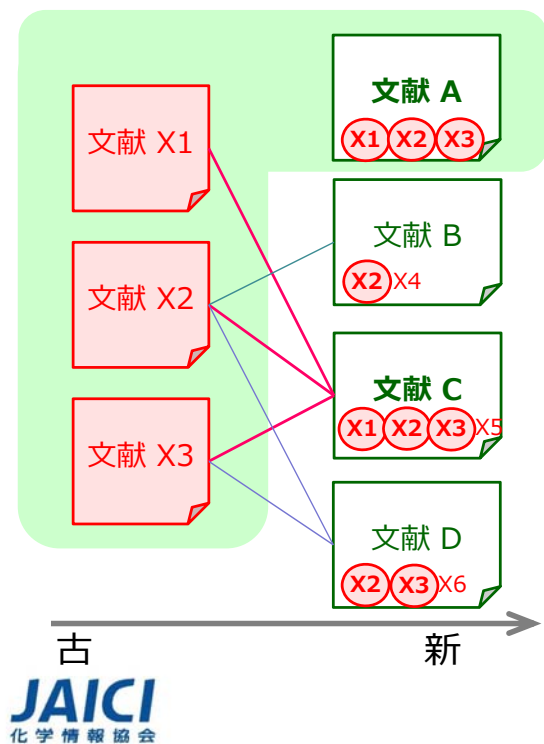 文献 X1
文献 X2
文献 X3
文献 A
X1 X2 X3
文献 B
X2 X4
文献 C
X1 X2 X3 X5
文献 D
X2 X3 X6
古
新
JAICI
化学情報協会